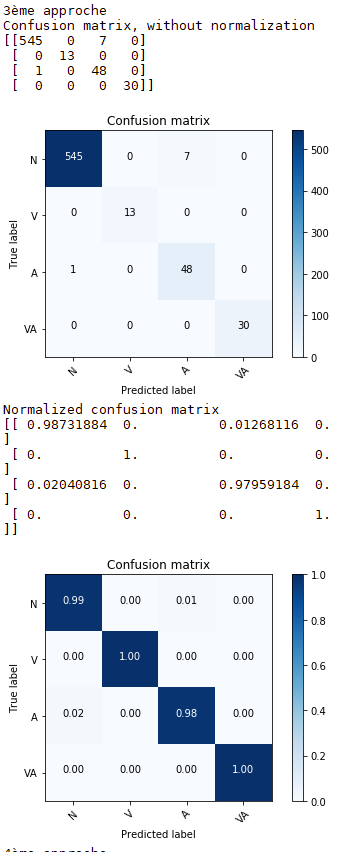 3ème approche
Confusion matrix, without normalization
[[545   0   7   0]
 [  0  13   0   0]
 [  1   0  48   0]
 [  0   0   0  30]]
Confusion matrix
N 545 0 7 0
V 0 13 0 0
A 1 0 48 0
VA 0 0 0 30
True label
N V A VA
Predicted label
500
400
300
200
100
0
Normalized confusion matrix
[[ 0.98731884  0.          0.01268116  0.
]
 [ 0.          1.          0.          0.
]
 [ 0.02040816  0.          0.97959184  0.
]
 [ 0.          0.          0.          1.
]]
Confusion matrix
N 0.99 0.00 0.01 0.00
V 0.00 1.00 0.00 0.00
A 0.02 0.00 0.98 0.00
VA 0.00 0.00 0.00 1.00
True label
N V A VA
Predicted label
1.0
0.8
0.6
0.4
0.2
0.0